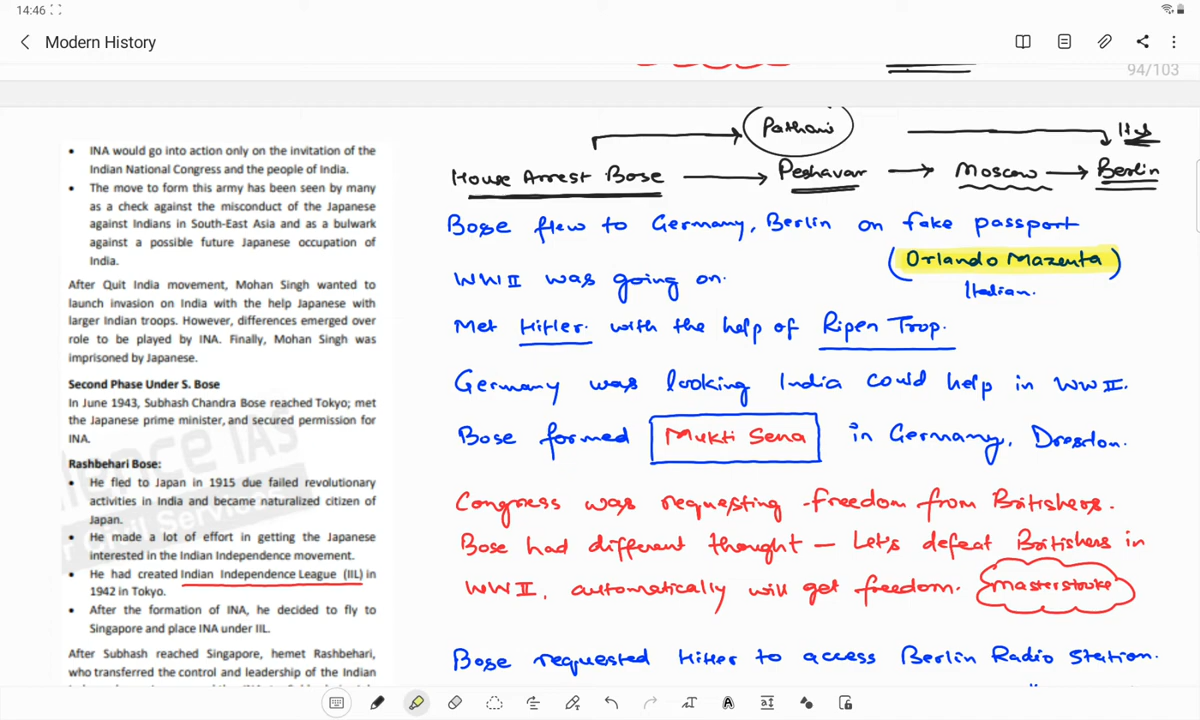 14:46
Modern History
94/103
INA would go into action only on the invitation of the
Indian National Congress and the people of India.
The move to form this army has been seen by many
as a check against the misconduct of the Japanese
against Indians in South-East Asia and as a bulwark
against a possible future Japanese occupation of
India.
After Quit India movement, Mohan Singh wanted to
launch invasion on India with the help Japanese with
larger Indian troops. However, differences emerged over
role to be played by INA. Finally, Mohan Singh was
imprisoned by Japanese.
Second Phase Under S. Bose
In June 1943, Subhash Chandra Bose reached Tokyo; met
the Japanese prime minister, and secured permission for
INA.
Rashbehari Bose:
He fled to Japan in 1915 due failed revolutionary
activities in India and became naturalized citizen of
Japan.
He made a lot of effort in getting the Japanese
interested in the Indian Independence movement.
He had created Indian Independence League (IIL) in
1942 in Tokyo.
After the formation of INA, he decided to fly to
Singapore and place INA under IIL.
After Subhash reached Singapore, hemet Rashbehari,
who transferred the control and leadership of the Indian
Pathani
House Arrest Bose → Peshavar → Moscow → Berlin
Bose flew to Germany, Berlin on fake passport
(Orlando Mazenta)
Italian.
WW II was going on.
Met Hitler. with the help of Ripen Trop.
Germany was looking India could help in WW II.
Bose formed Mukti Sena in Germany, Dresdon.
Congress was requesting freedom from Britishers.
Bose had different thought – Let's defeat Britishers in
WW II, automatically will get freedom. masterstroke
Bose requested Hitler to access Berlin Radio Station.